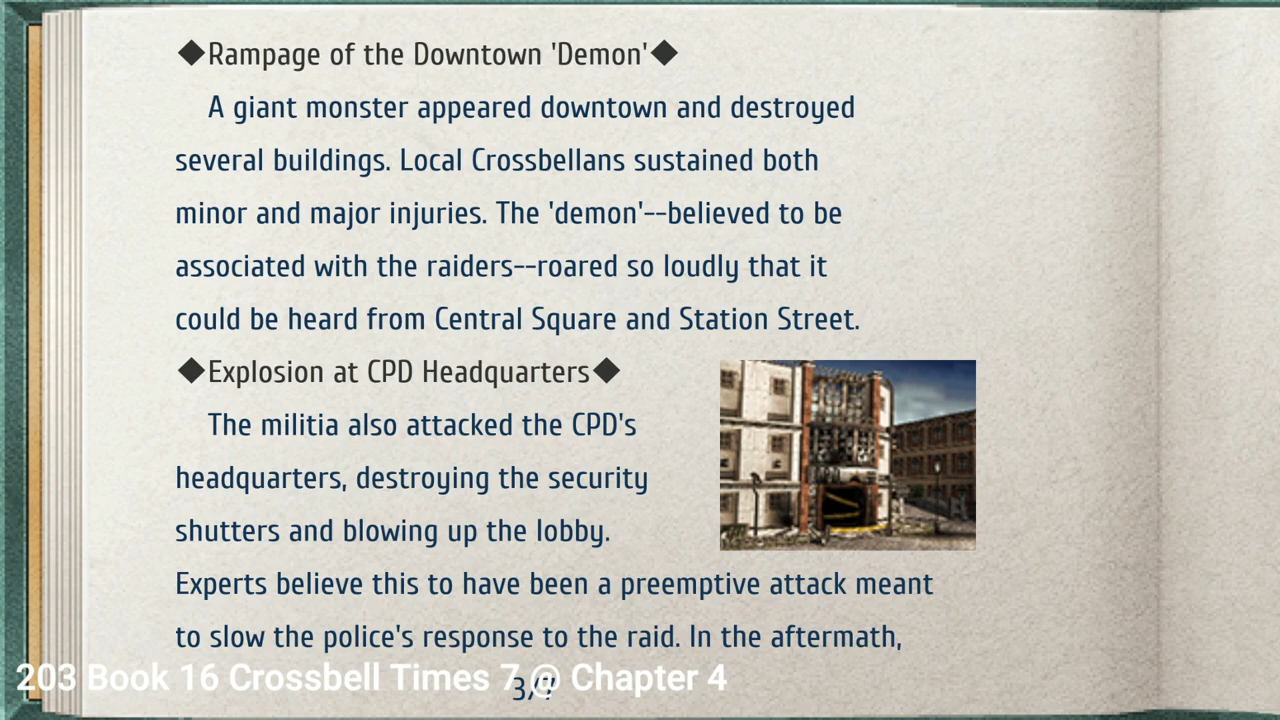 ◆Rampage of the Downtown 'Demon'◆
A giant monster appeared downtown and destroyed
several buildings. Local Crossbellans sustained both
minor and major injuries. The 'demon'--believed to be
associated with the raiders--roared so loudly that it
could be heard from Central Square and Station Street.
◆Explosion at CPD Headquarters◆
The militia also attacked the CPD's
headquarters, destroying the security
shutters and blowing up the lobby.
Experts believe this to have been a preemptive attack meant
to slow the police's response to the raid. In the aftermath,
203 Book 16 Crossbell Times 7 @ Chapter 4
3/7